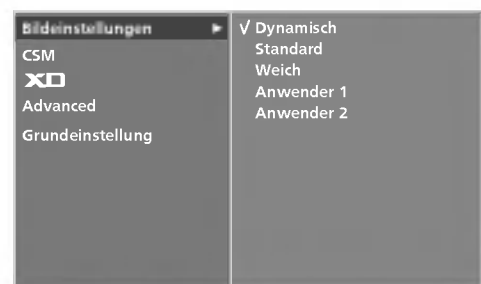 Bildeinstellungen
CSM
XD
Advanced
Grundeinstellung
√ Dynamisch
Standard
Weich
Anwender 1
Anwender 2